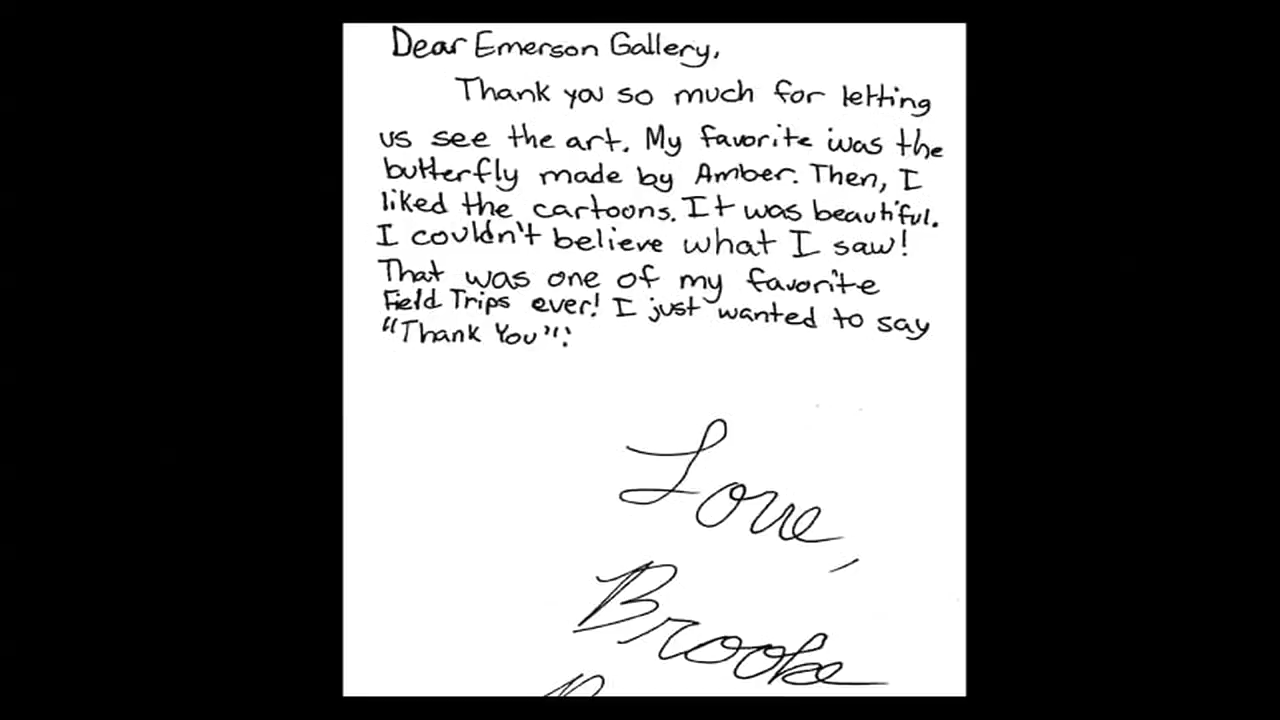 Dear Emerson Gallery,
Thank you so much for letting
us see the art. My favorite was the
butterfly made by Amber. Then, I
liked the cartoons. It was beautiful.
I couldn't believe what I saw!
That was one of my favorite
Field Trips ever! I just wanted to say
"Thank You":
Love,
Brooke